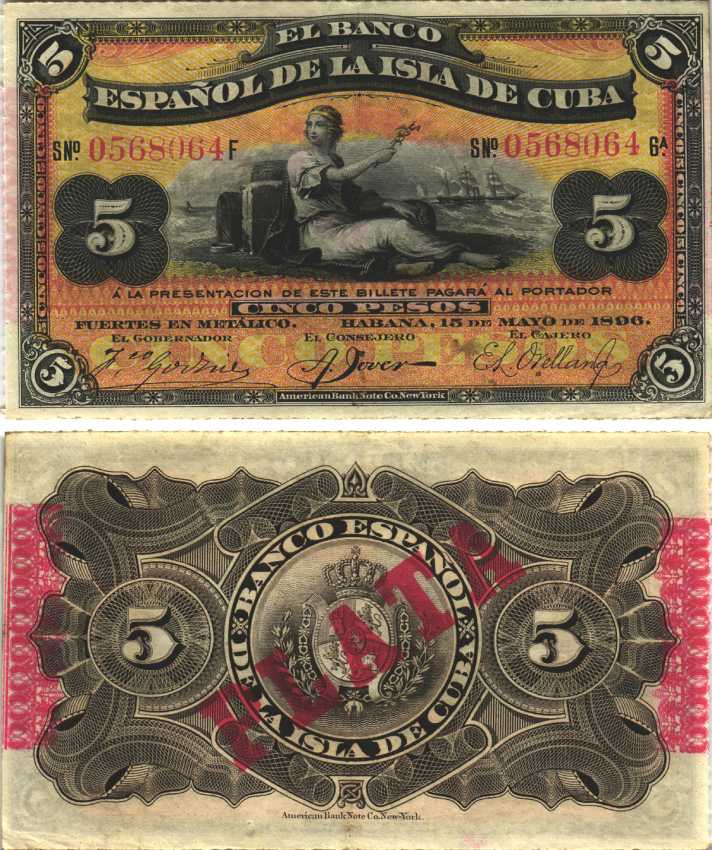 5
5
EL BANCO
ESPAÑOL DE LA ISLA DE CUBA
SNº 0568064 F
SNº 0568064 6A
5
5
Á LA PRESENTACION DE ESTE BILLETE PAGARÁ AL PORTADOR
CINCO PESOS
FUERTES EN METÁLICO. HABANA, 15 DE MAYO DE 1896.
EL GOBERNADOR EL CONSEJERO EL CAJERO
CINCO PESOS
5
5
American Bank Note Co. New York
BANCO ESPAÑOL
DE LA ISLA DE CUBA
PLATA
5
5
American Bank Note Co. New-York.